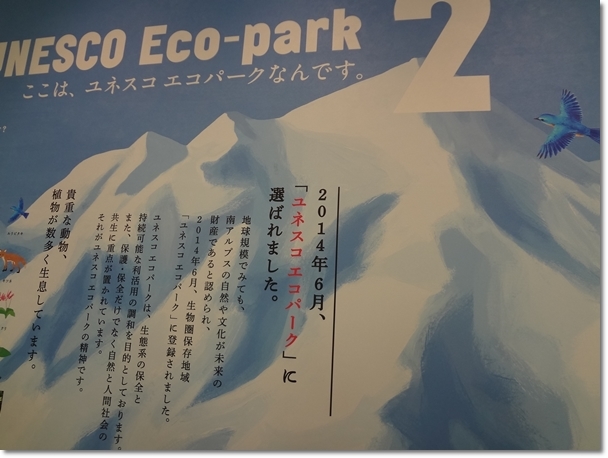 UNESCO Eco-park
2
ここは、ユネスコ エコパークなんです。
2014年6月、
「ユネスコ エコパーク」に
選ばれました。
地球規模でみても、
南アルプスの自然や文化が未来の
財産であると認められ、
2014年6月、生物圏保存地域
「ユネスコ エコパーク」に登録されました。
ユネスコ エコパークは、生態系の保全と
持続可能な利活用の調和を目的としております。
また、保護・保全だけでなく自然と人間社会の
共生に重点が置かれています。
それがユネスコ エコパークの精神です。
貴重な動物、
植物が数多く生息しています。